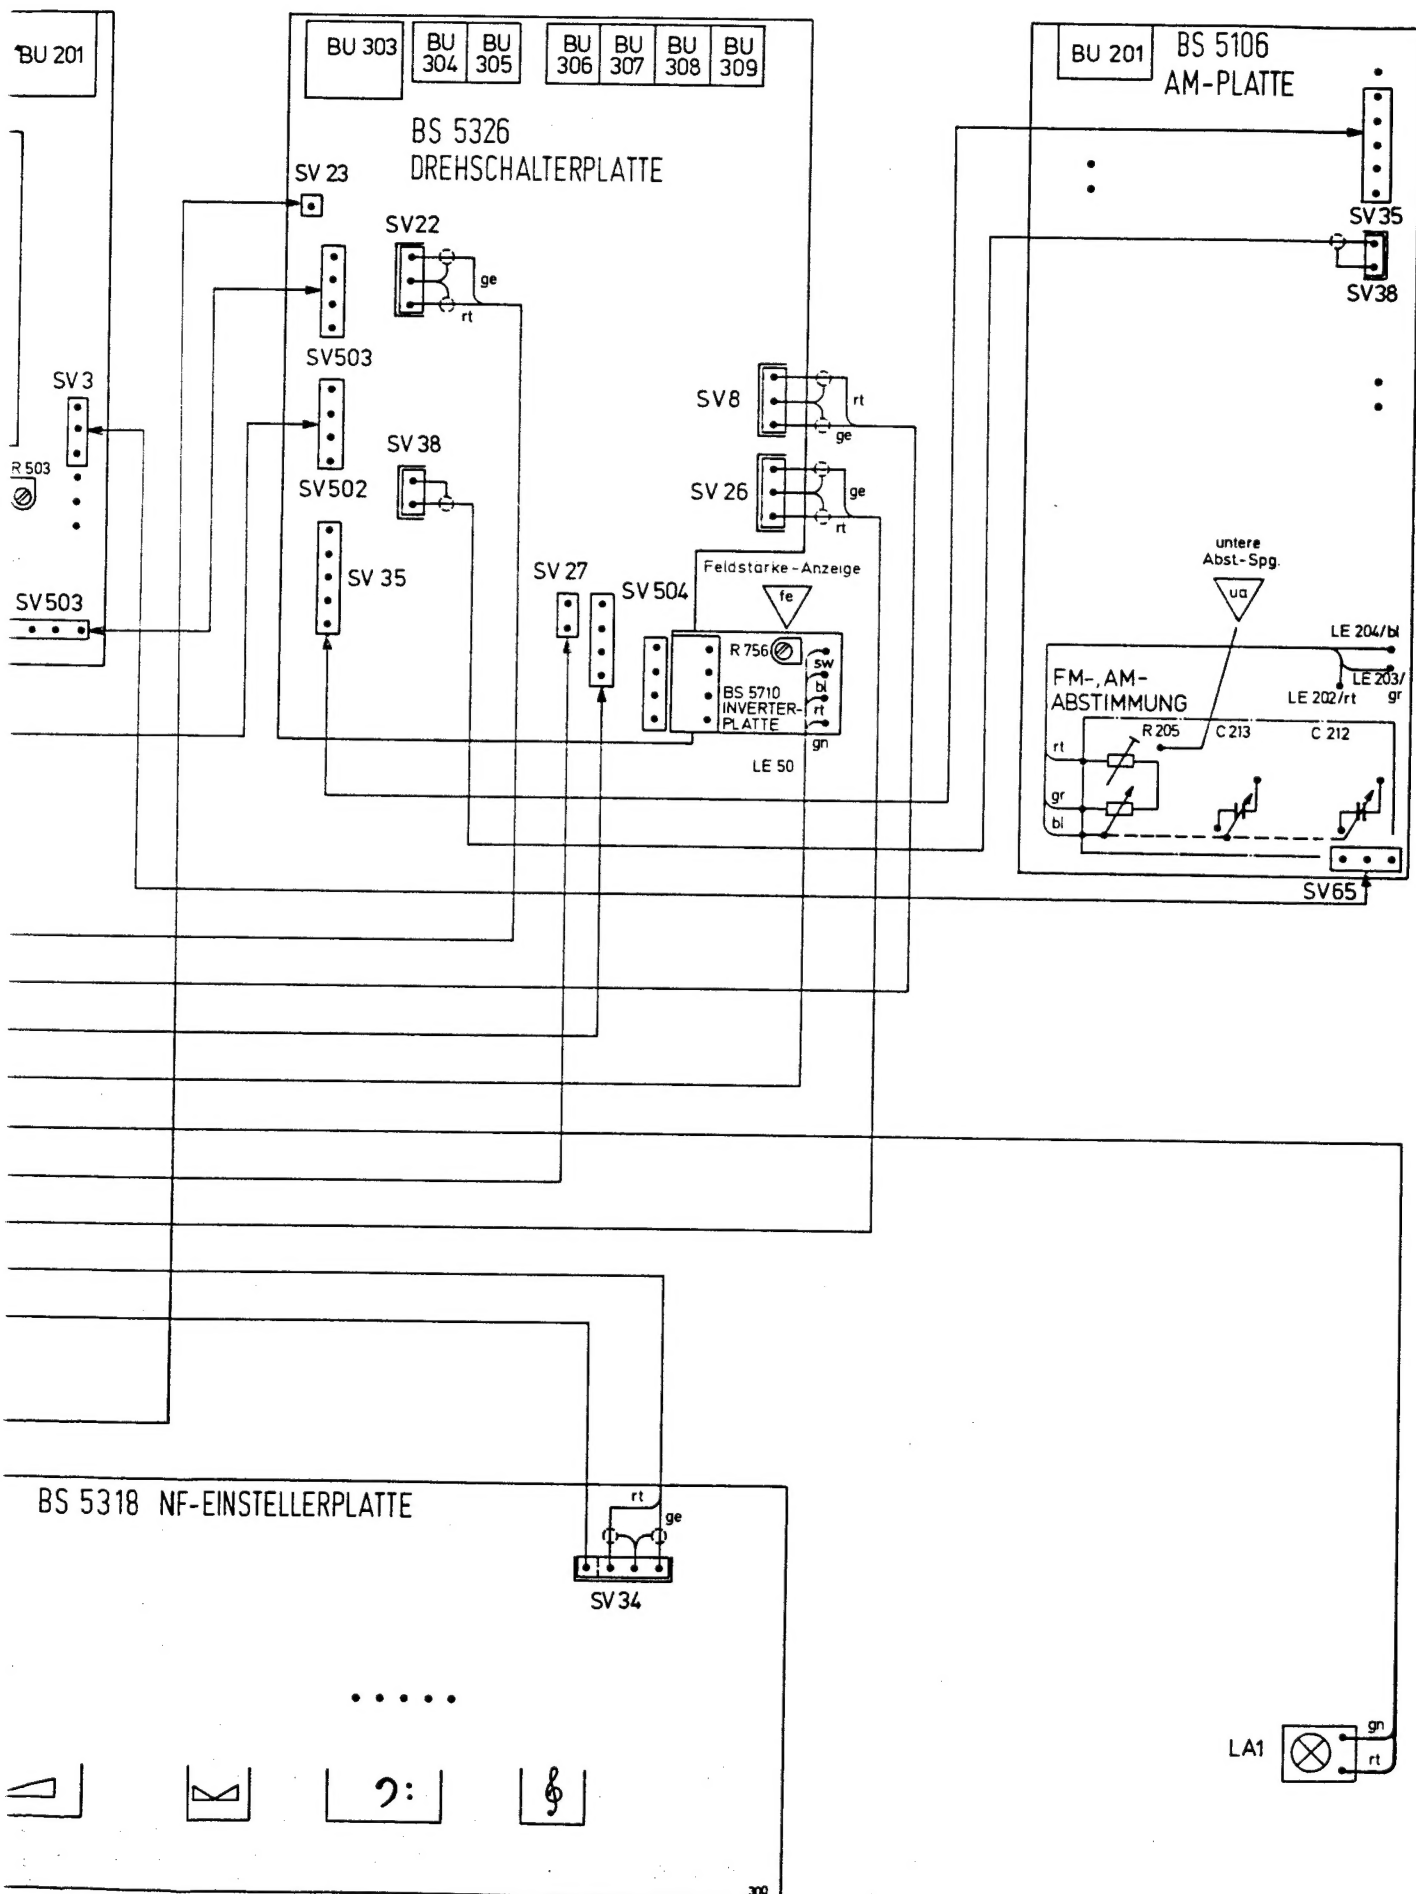 BU 201
BU 303
BU 304
BU 305
BU 306
BU 307
BU 308
BU 309
BS 5326
DREHSCHALTERPLATTE
SV 23
SV22
ge
rt
SV503
SV 38
SV502
SV 35
SV8
rt
ge
SV 26
ge
rt
SV 3
R 503
SV503
SV 27
SV 504
Feldstärke-Anzeige
fe
R 756
BS 5710
INVERTER-
PLATTE
sw
bl
rt
gn
LE 50
BU 201
BS 5106
AM-PLATTE
SV35
SV38
untere
Abst-Spg.
ua
LE 204/bl
LE 203/
gr
LE 202/rt
FM-,AM-
ABSTIMMUNG
R 205
C 213
C 212
rt
gr
bl
SV65
BS 5318 NF-EINSTELLERPLATTE
rt
ge
SV34
LA1
gn
rt